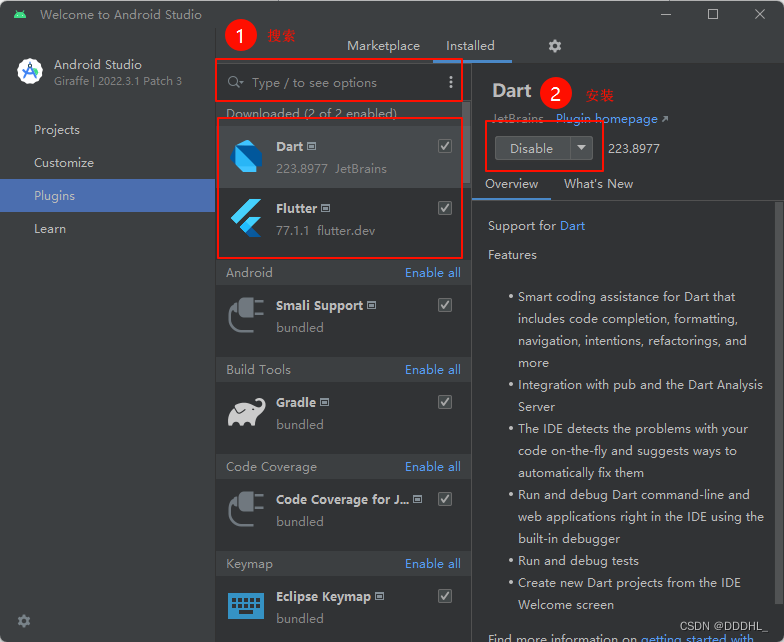 Welcome to Android Studio
1 搜索
Marketplace Installed
Android Studio
Giraffe | 2022.3.1 Patch 3
Projects
Customize
Plugins
Learn
Type / to see options
Downloaded (2 of 2 enabled)
Dart
223.8977 JetBrains
Flutter
77.1.1 flutter.dev
Android Enable all
Smali Support
bundled
Build Tools Enable all
Gradle
bundled
Code Coverage Enable all
Code Coverage for J...
bundled
Keymap Enable all
Eclipse Keymap
bundled
Dart 2 安装
JetBrains Plugin homepage ↗
Disable 223.8977
Overview What's New
Support for Dart
Features
• Smart coding assistance for Dart that
includes code completion, formatting,
navigation, intentions, refactorings, and
more
• Integration with pub and the Dart Analysis
Server
• The IDE detects the problems with your
code on-the-fly and suggests ways to
automatically fix them
• Run and debug Dart command-line and
web applications right in the IDE using the
built-in debugger
• Run and debug tests
• Create new Dart projects from the IDE
Welcome screen
Find more information on getting started with
CSDN @DDDHL_